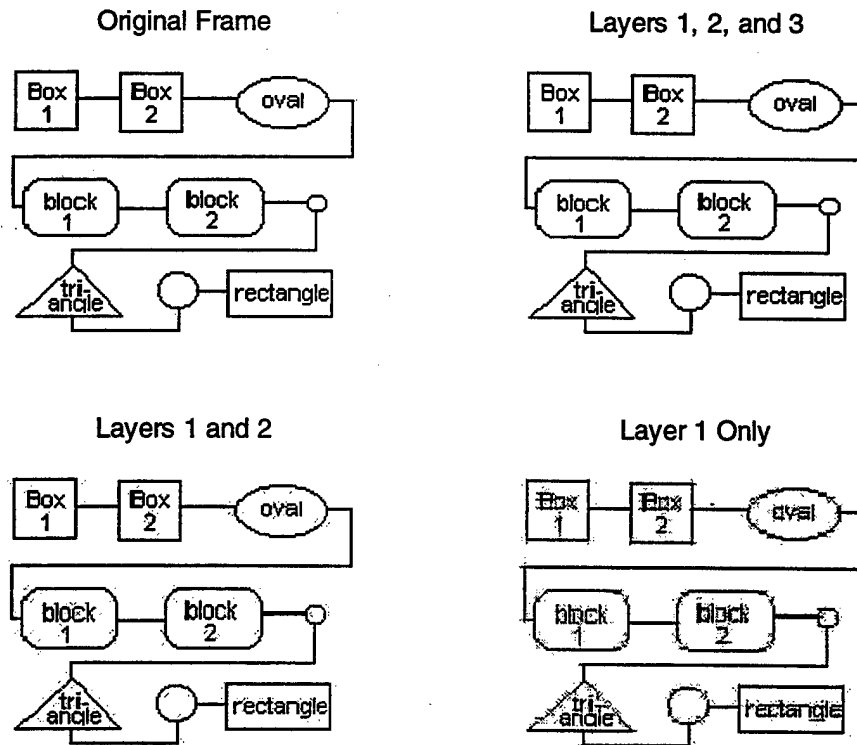 Original Frame
Box
1
Box
2
oval
block
1
block
2
tri-
angle
rectangle
Layers 1, 2, and 3
Box
1
Box
2
oval
block
1
block
2
tri-
angle
rectangle
Layers 1 and 2
Box
1
Box
2
oval
block
1
block
2
tri-
angle
rectangle
Layer 1 Only
Box
1
Box
2
oval
block
1
block
2
tri-
angle
rectangle